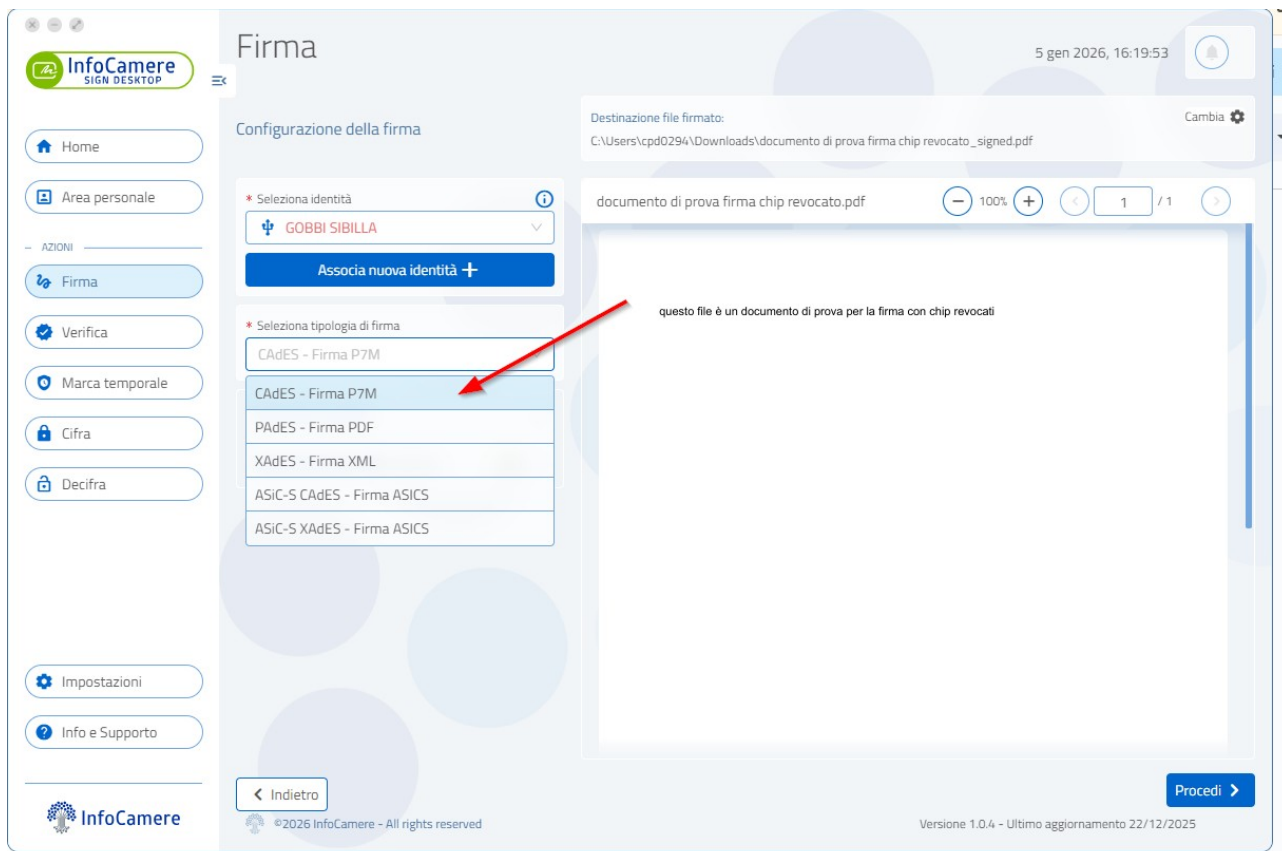 InfoCamere
SIGN DESKTOP
Home
Area personale
AZIONI
Firma
Verifica
Marca temporale
Cifra
Decifra
Impostazioni
Info e Supporto
InfoCamere
Firma
5 gen 2026, 16:19:53
Configurazione della firma
Destinazione file firmato:
Cambia
C:\Users\cpd0294\Downloads\documento di prova firma chip revocato_signed.pdf
* Seleziona identità
GOBBI SIBILLA
Associa nuova identità +
* Seleziona tipologia di firma
CAdES - Firma P7M
CAdES - Firma P7M
PAdES - Firma PDF
XAdES - Firma XML
ASiC-S CAdES - Firma ASICS
ASiC-S XAdES - Firma ASICS
documento di prova firma chip revocato.pdf
100%
1 / 1
questo file è un documento di prova per la firma con chip revocati
Indietro
Procedi
©2026 InfoCamere - All rights reserved
Versione 1.0.4 - Ultimo aggiornamento 22/12/2025